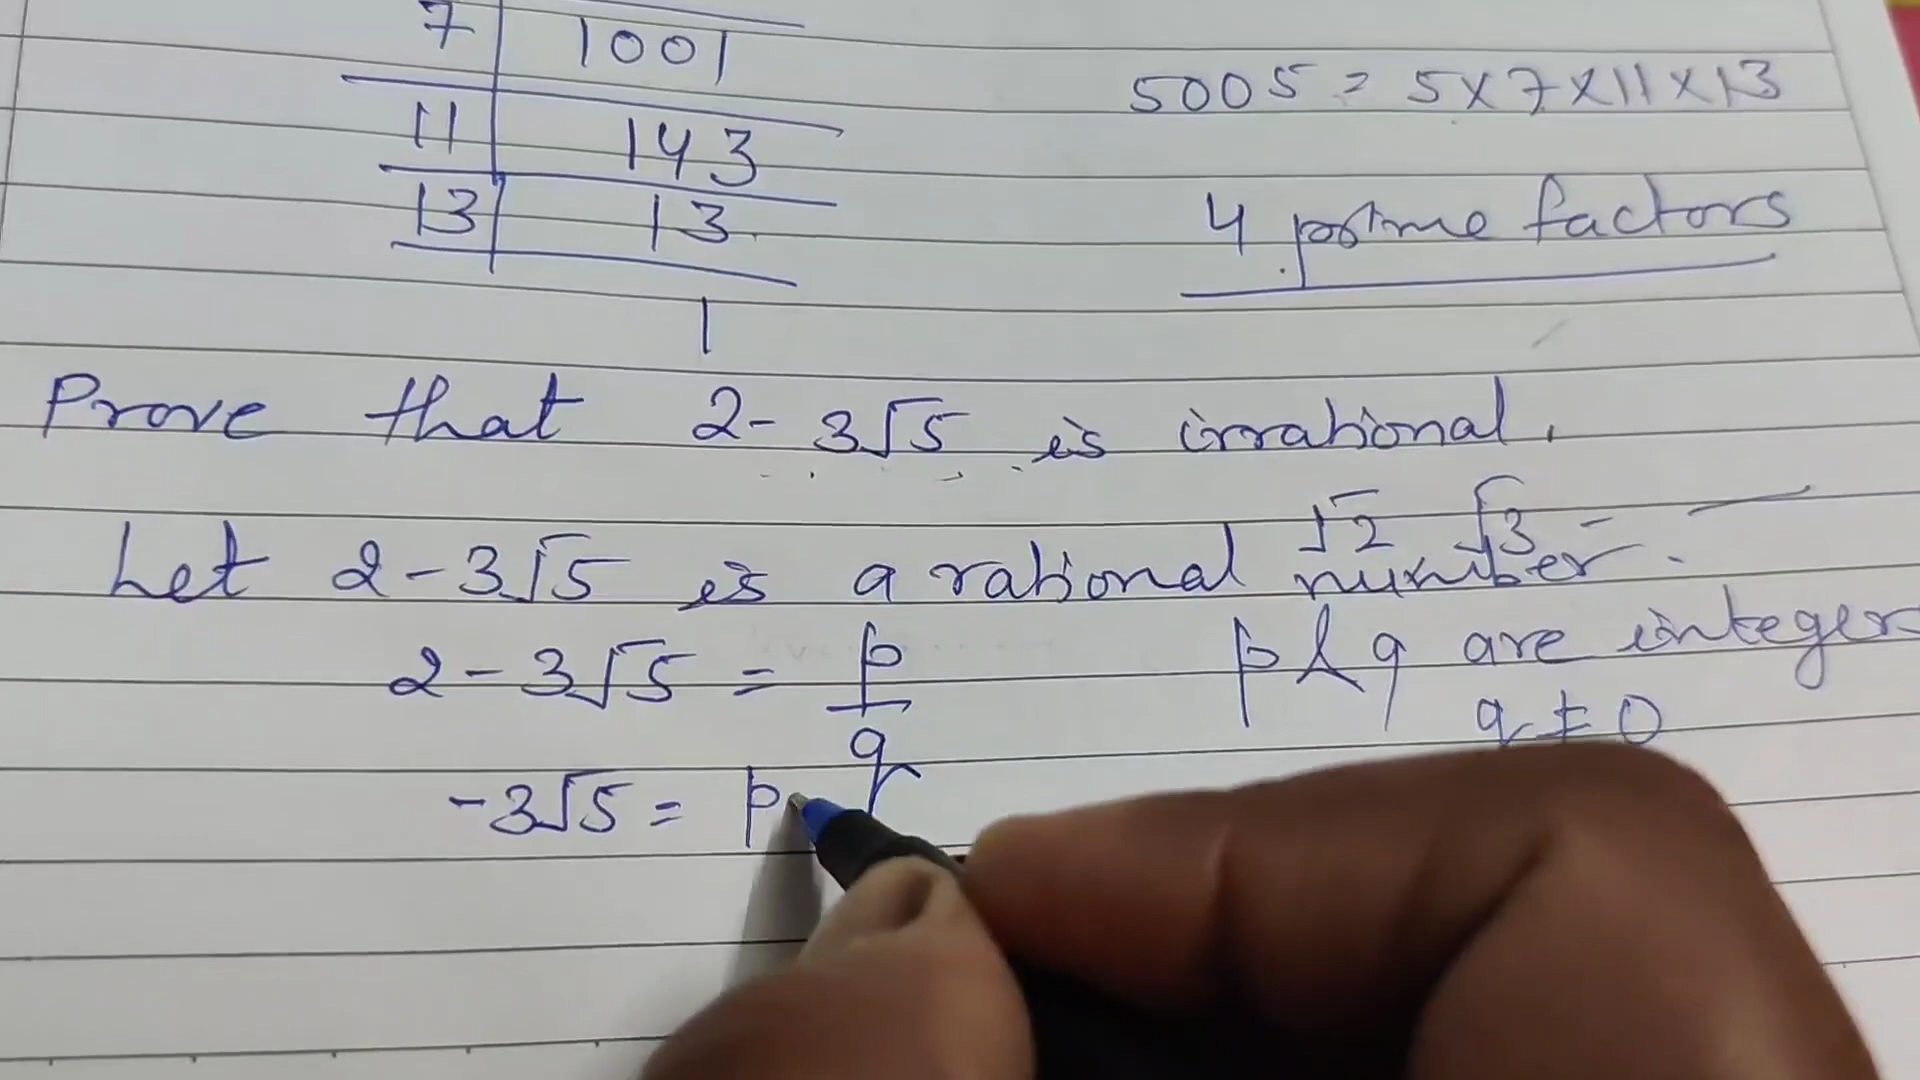 7 | 1001
5005 = 5×7×11×13
11 | 143
13 | 13
4 prime factors
1
Prove that 2-3√5 is irrational.
√2 √3 -
Let 2-3√5 is a rational number.
2-3√5 = p/q
p & q are integer
q ≠ 0
-3√5 = p